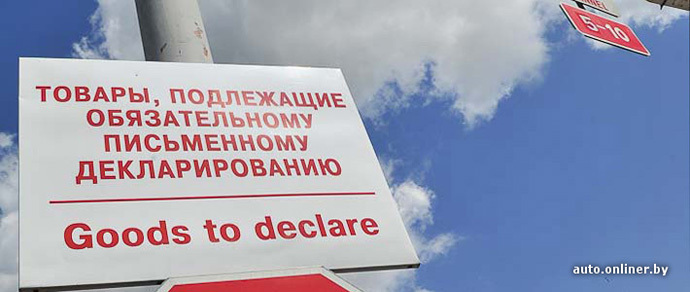 ТОВАРЫ, ПОДЛЕЖАЩИЕ
ОБЯЗАТЕЛЬНОМУ
ПИСЬМЕННОМУ
ДЕКЛАРИРОВАНИЮ
Goods to declare
5-10
auto.onliner.by